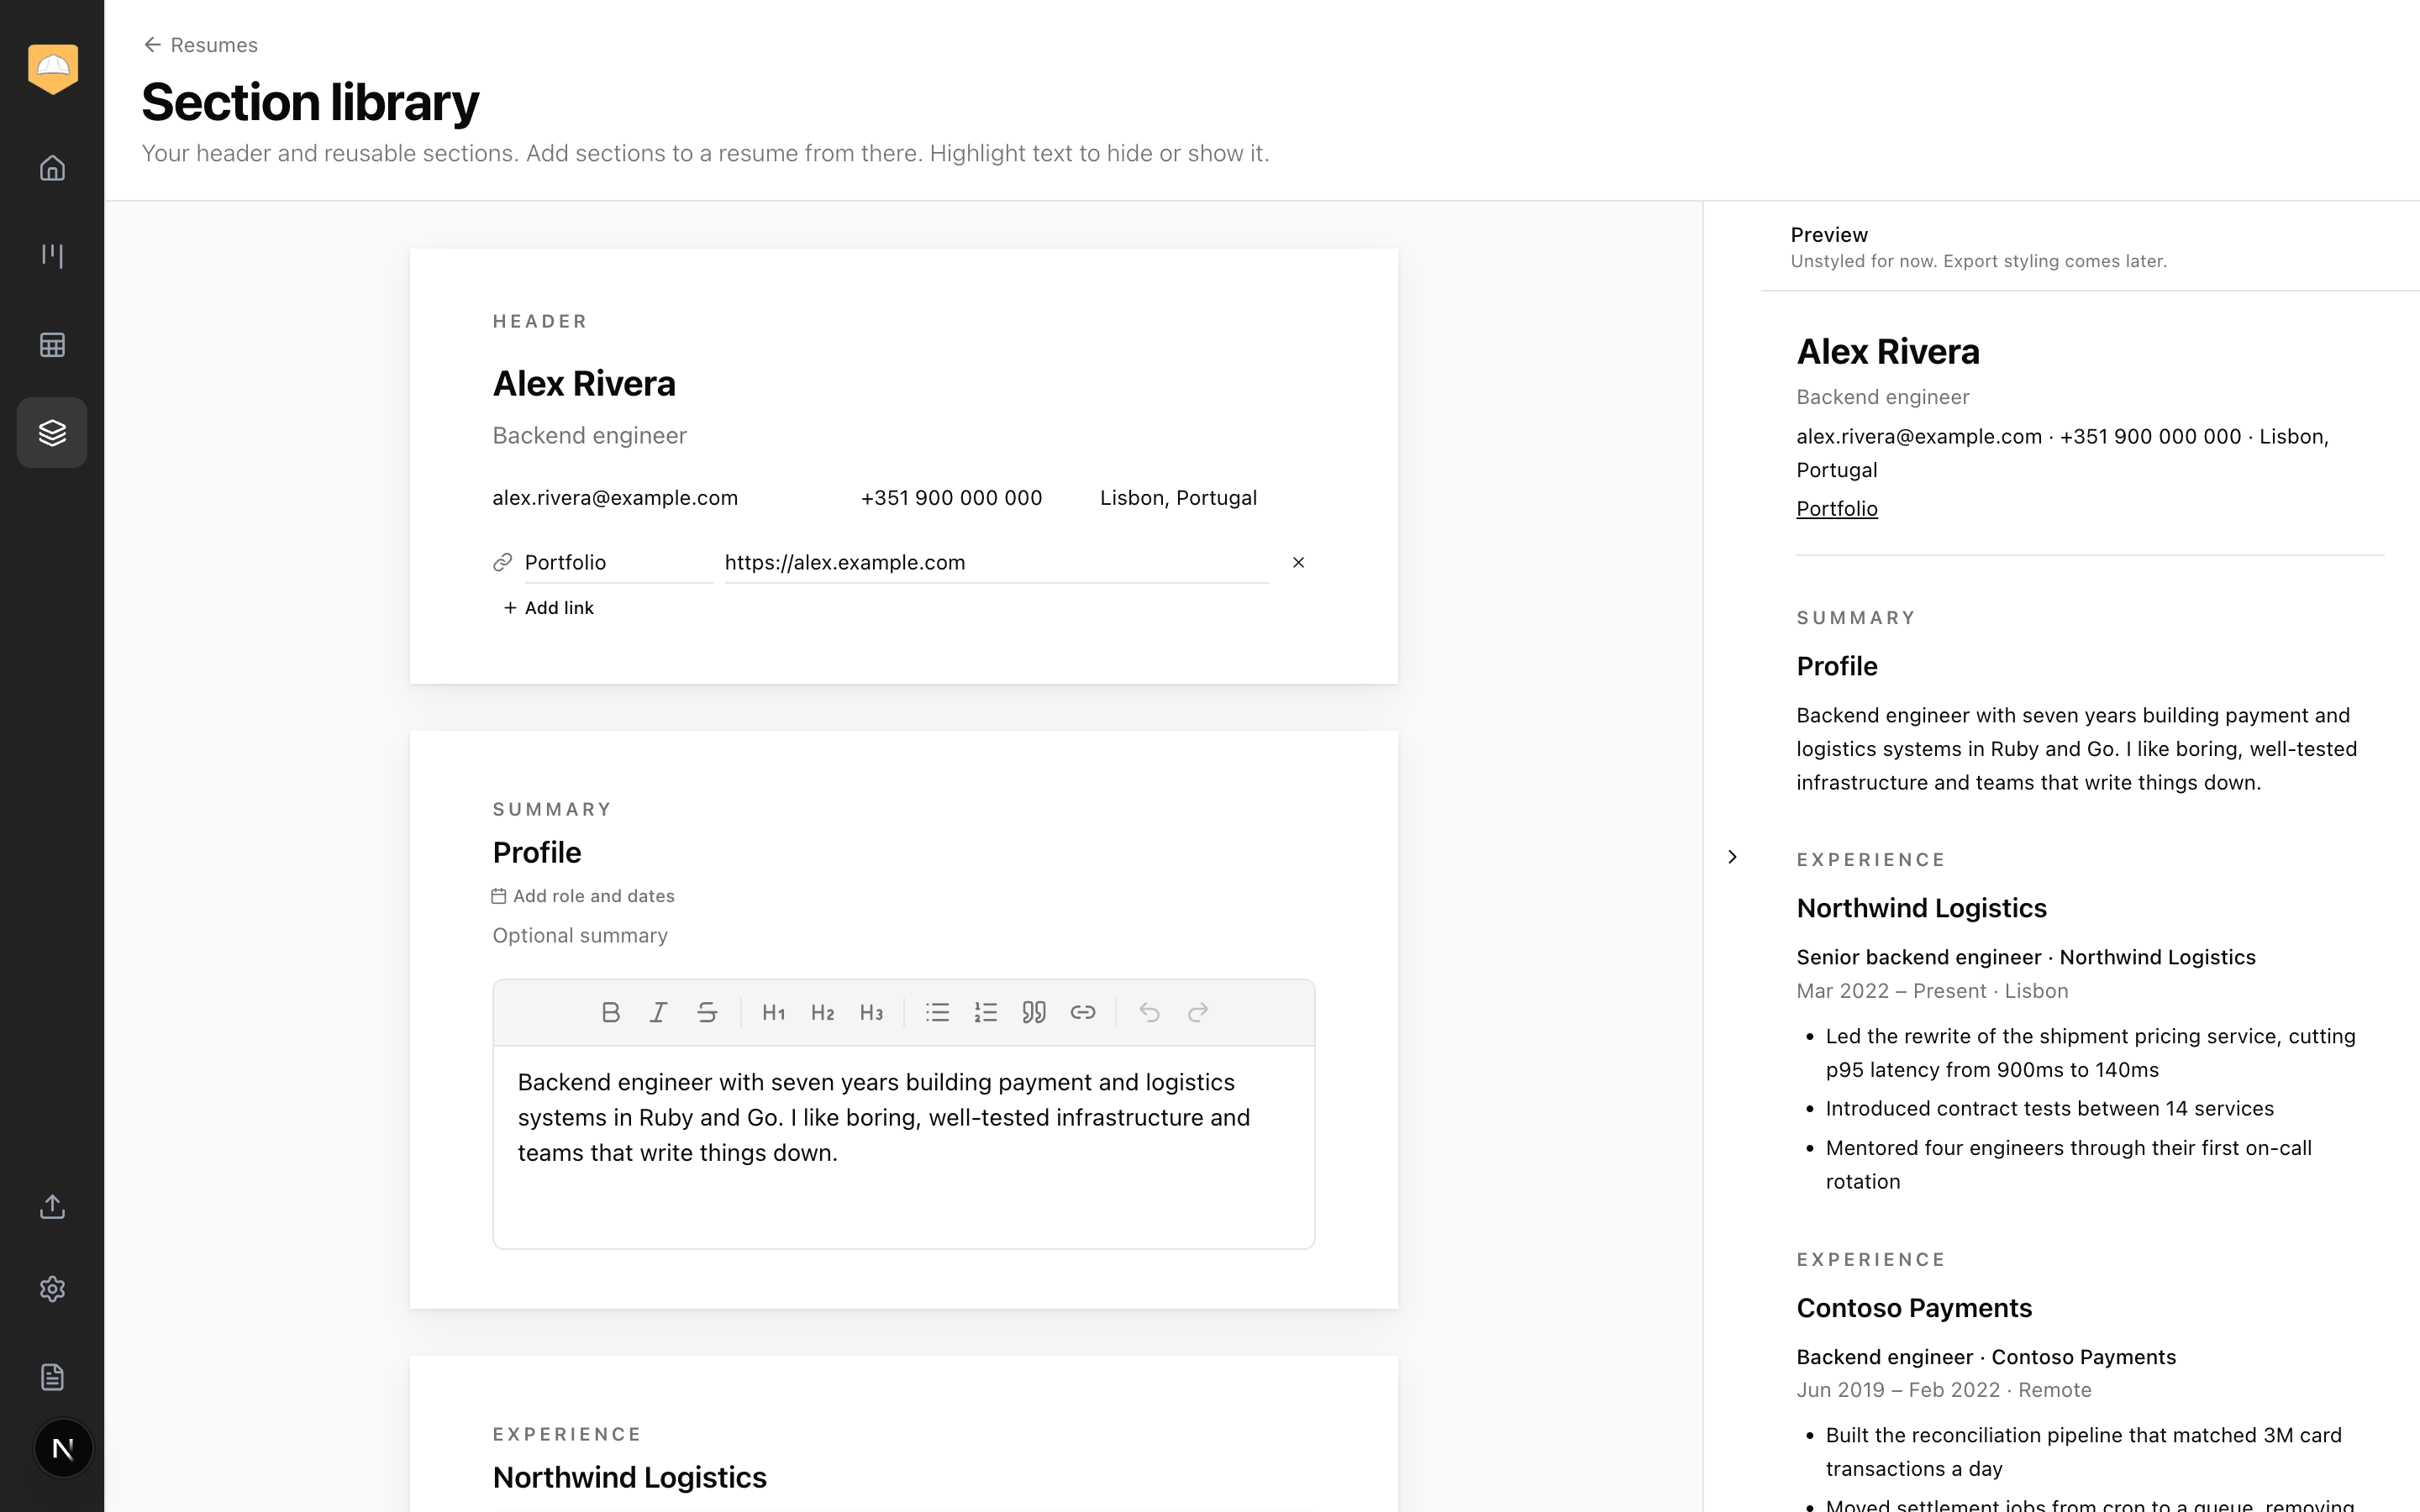 Resumes
Section library
Your header and reusable sections. Add sections to a resume from there. Highlight text to hide or show it.
HEADER
Alex Rivera
Backend engineer
alex.rivera@example.com +351 900 000 000 Lisbon, Portugal
Portfolio https://alex.example.com
Add link
SUMMARY
Profile
Add role and dates
Optional summary
H1 H2 H3
Backend engineer with seven years building payment and logistics
systems in Ruby and Go. I like boring, well-tested infrastructure and
teams that write things down.
EXPERIENCE
Northwind Logistics
Preview
Unstyled for now. Export styling comes later.
Alex Rivera
Backend engineer
alex.rivera@example.com · +351 900 000 000 · Lisbon,
Portugal
Portfolio
SUMMARY
Profile
Backend engineer with seven years building payment and
logistics systems in Ruby and Go. I like boring, well-tested
infrastructure and teams that write things down.
EXPERIENCE
Northwind Logistics
Senior backend engineer · Northwind Logistics
Mar 2022 – Present · Lisbon
• Led the rewrite of the shipment pricing service, cutting
p95 latency from 900ms to 140ms
• Introduced contract tests between 14 services
• Mentored four engineers through their first on-call
rotation
EXPERIENCE
Contoso Payments
Backend engineer · Contoso Payments
Jun 2019 – Feb 2022 · Remote
• Built the reconciliation pipeline that matched 3M card
transactions a day
• Moved settlement jobs from cron to a queue, removing
N